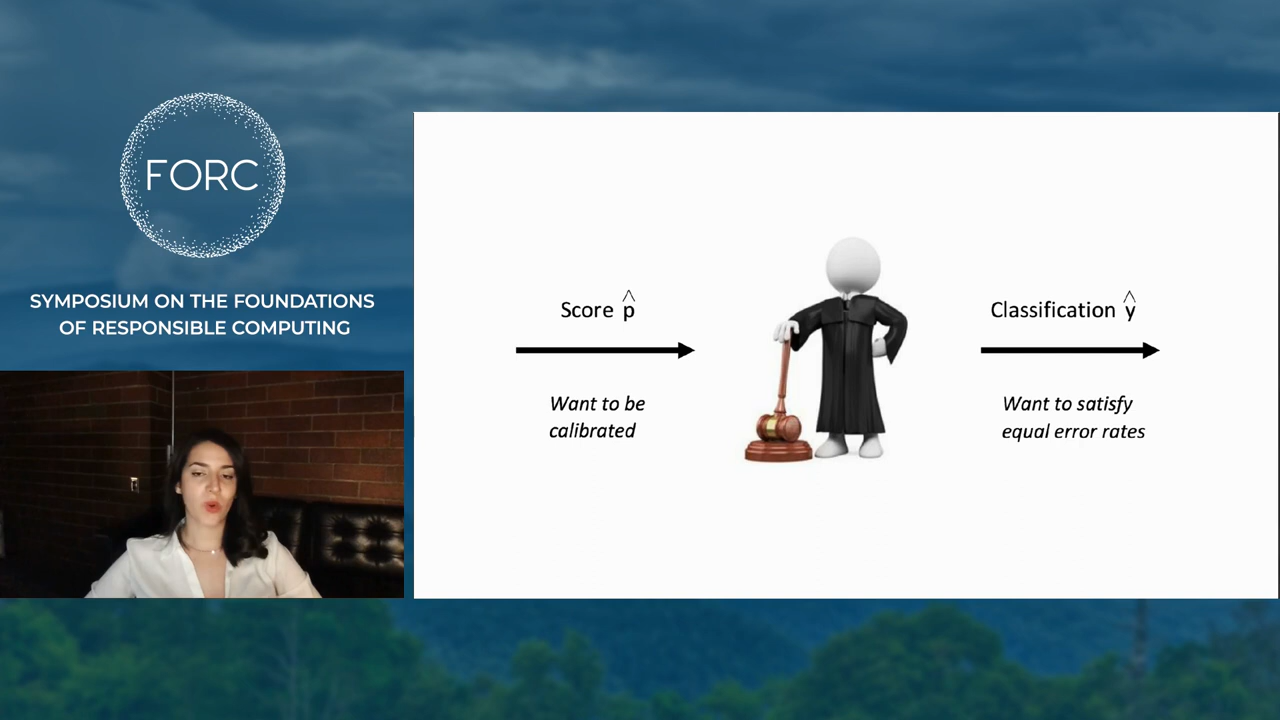 FORC
SYMPOSIUM ON THE FOUNDATIONS
OF RESPONSIBLE COMPUTING
Score p̂
Want to be
calibrated
Classification ŷ
Want to satisfy
equal error rates